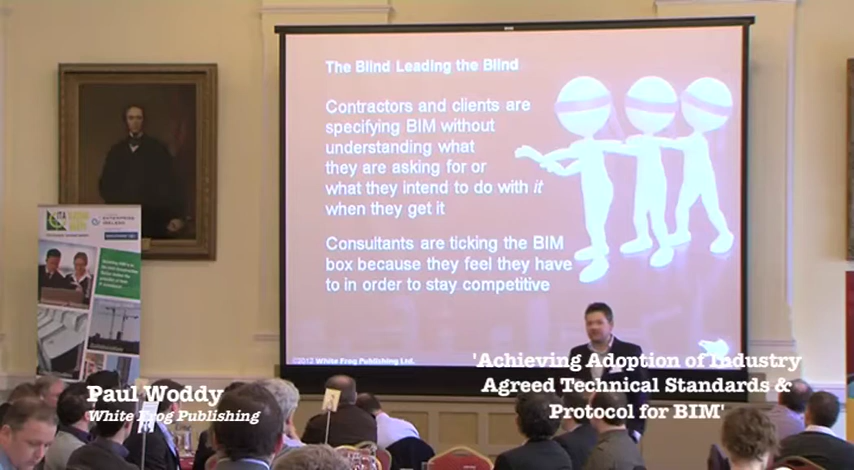 The Blind Leading the Blind
Contractors and clients are
specifying BIM without
understanding what
they are asking for or
what they intend to do with it
when they get it
Consultants are ticking the BIM
box because they feel they have
to in order to stay competitive
©2012 White Frog Publishing Ltd.
'Achieving Adoption of Industry
Agreed Technical Standards &
Protocol for BIM'
Paul Woddy
White Frog Publishing